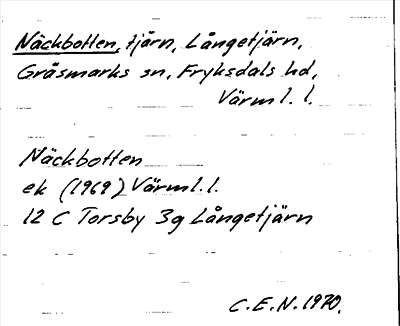 Näckbotten, tjärn, Långetjärn,
Gräsmarks sn, Fryksdals hd,
Värml. l.
Näckbotten
ek (1969) Värml. l.
12 C Torsby 3g Långetjärn
C.E.N. 1970.